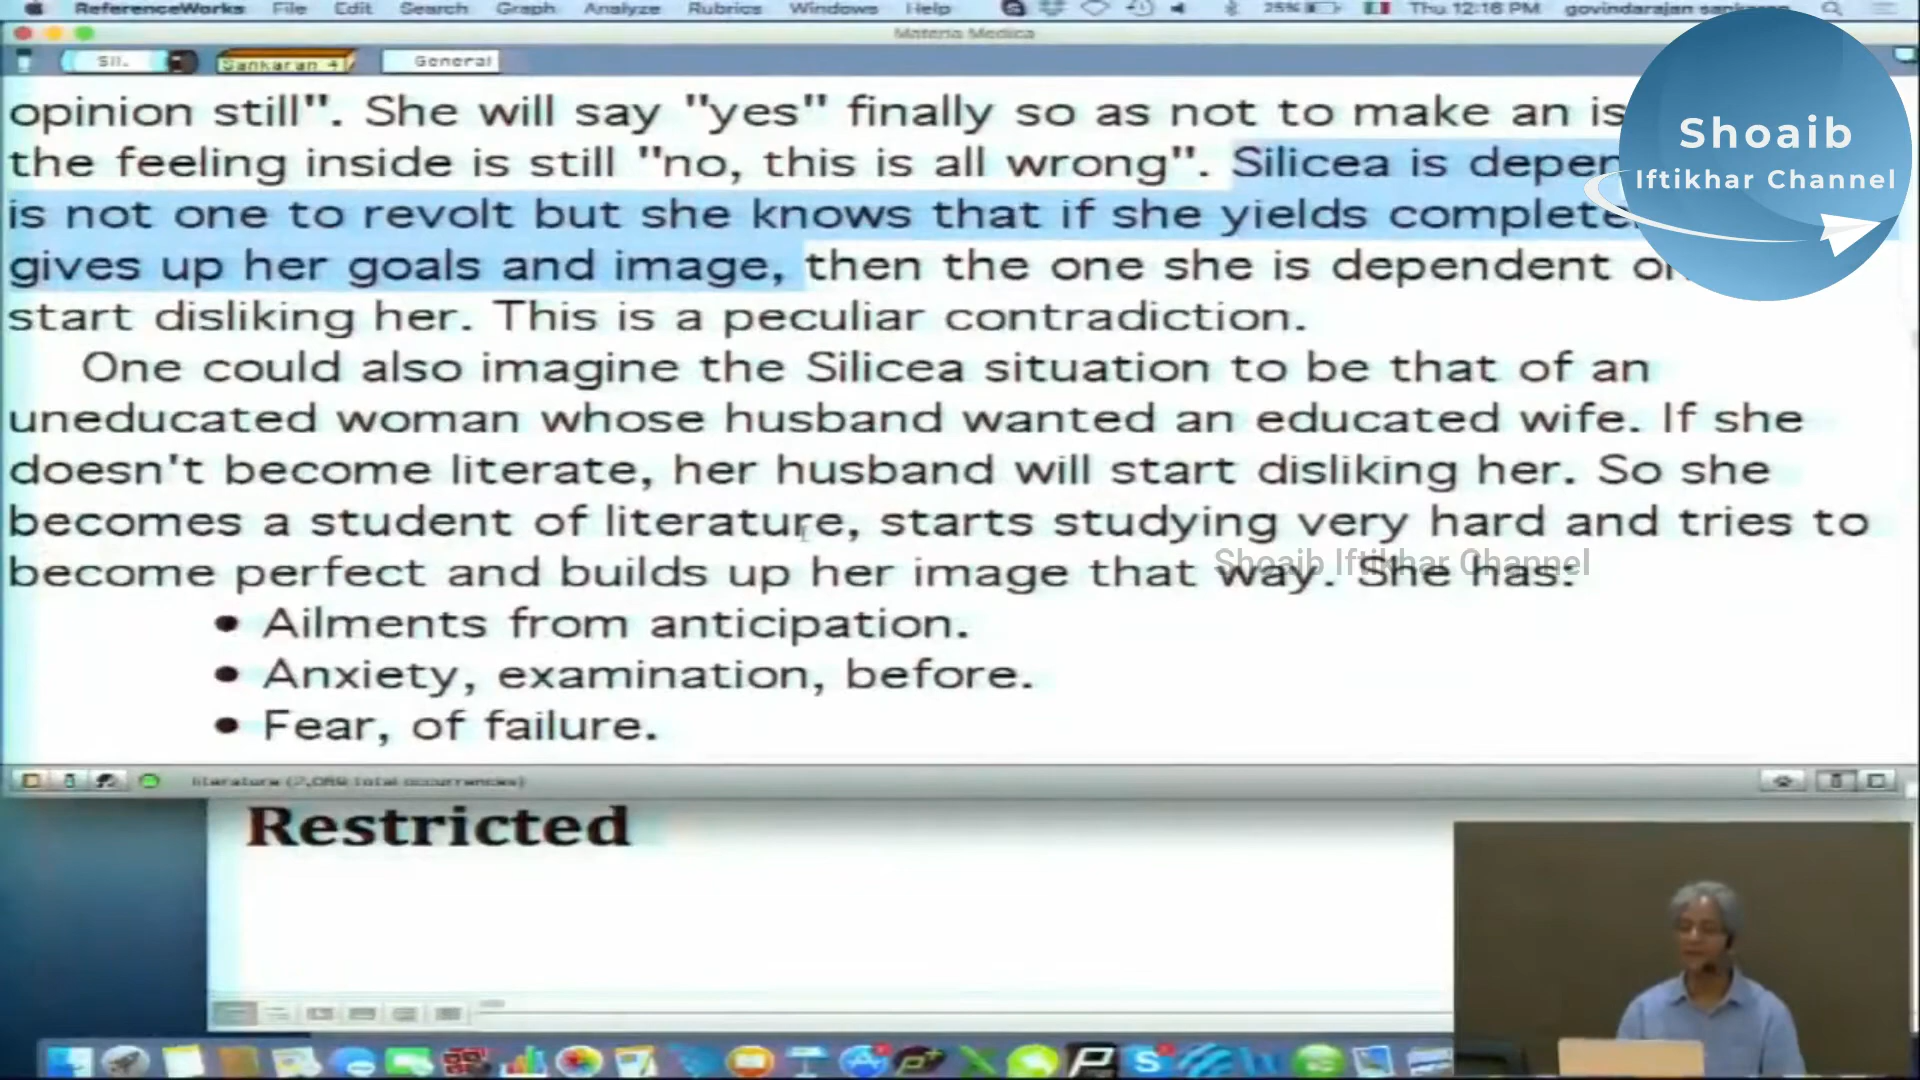 ReferenceWorks File Edit Search Graph Analyze Rubrics Windows Help 25% Thu 12:16 PM govindarajan sankaran
Materia Medica
Sil. Sankaran 4 General
opinion still". She will say "yes" finally so as not to make an is
the feeling inside is still "no, this is all wrong". Silicea is depen
is not one to revolt but she knows that if she yields complete
gives up her goals and image, then the one she is dependent on
start disliking her. This is a peculiar contradiction.
One could also imagine the Silicea situation to be that of an
uneducated woman whose husband wanted an educated wife. If she
doesn't become literate, her husband will start disliking her. So she
becomes a student of literature, starts studying very hard and tries to
become perfect and builds up her image that way. She has:
• Ailments from anticipation.
• Anxiety, examination, before.
• Fear, of failure.
literature (2,089 total occurrences)
Restricted
Shoaib
Iftikhar Channel
Shoaib Iftikhar Channel